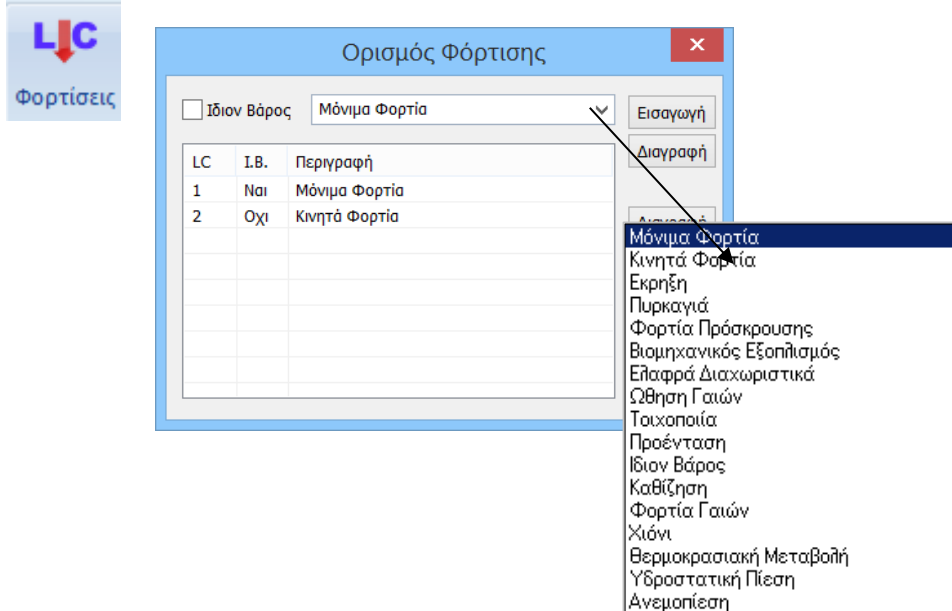 LC
Φορτίσεις
Ορισμός Φόρτισης
Ιδιον Βάρος Μόνιμα Φορτία Εισαγωγή
Διαγραφή
LC Ι.Β. Περιγραφή
1 Ναι Μόνιμα Φορτία
2 Οχι Κινητά Φορτία
Διαγραφή
Μόνιμα Φορτία
Κινητά Φορτία
Εκρηξη
Πυρκαγιά
Φορτία Πρόσκρουσης
Βιομηχανικός Εξοπλισμός
Ελαφρά Διαχωριστικά
Ωθηση Γαιών
Τοιχοποιία
Προένταση
Ιδιον Βάρος
Καθίζηση
Φορτία Γαιών
Χιόνι
Θερμοκρασιακή Μεταβολή
Υδροστατική Πίεση
Ανεμοπίεση